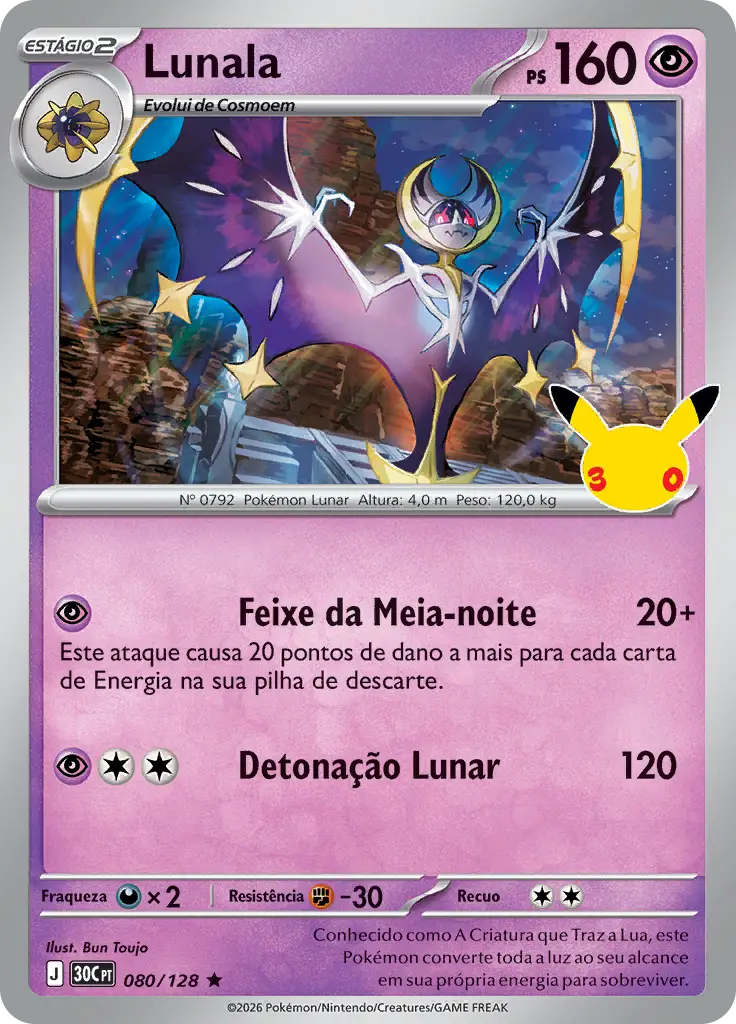 ESTÁGIO 2
Lunala
PS 160
Evolui de Cosmoem
30
Nº 0792 Pokémon Lunar Altura: 4,0 m Peso: 120,0 kg
Feixe da Meia-noite 20+
Este ataque causa 20 pontos de dano a mais para cada carta
de Energia na sua pilha de descarte.
Detonação Lunar 120
Fraqueza ×2 Resistência -30 Recuo
Ilust. Bun Toujo
Conhecido como A Criatura que Traz a Lua, este
Pokémon converte toda a luz ao seu alcance
em sua própria energia para sobreviver.
J 30C PT 080/128 ★
©2026 Pokémon/Nintendo/Creatures/GAME FREAK